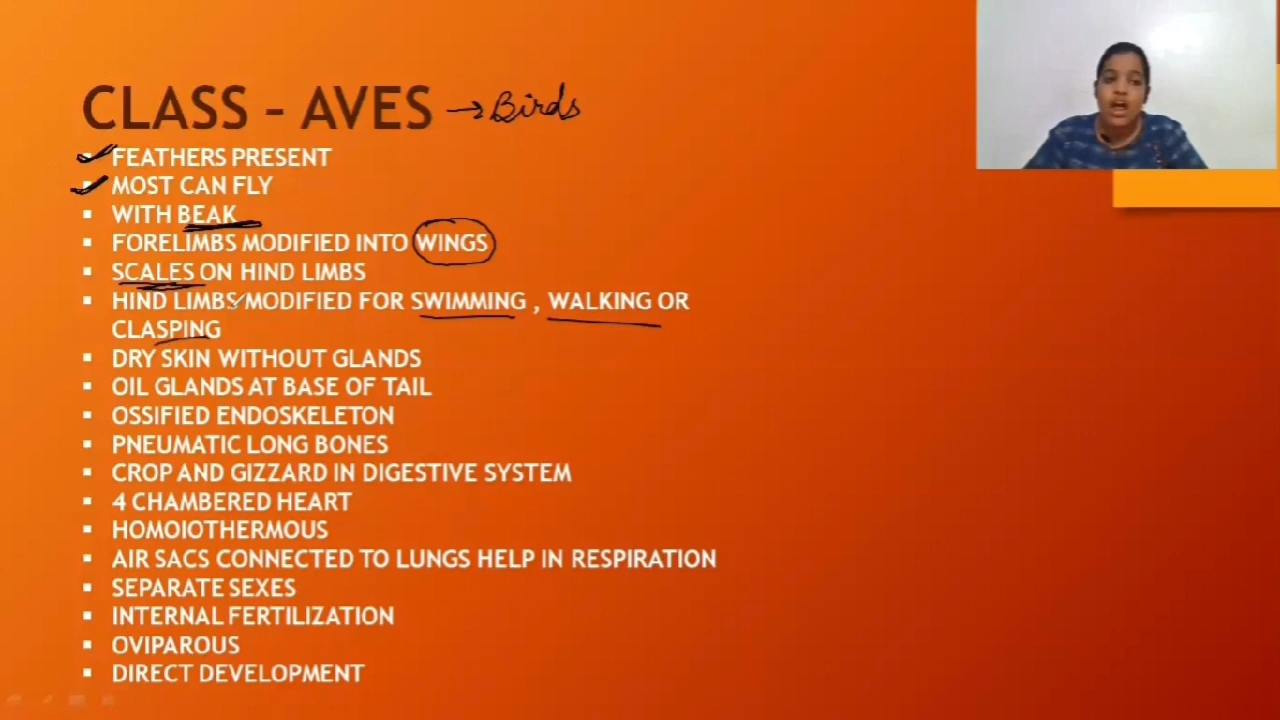 CLASS - AVES → Birds
FEATHERS PRESENT
MOST CAN FLY
WITH BEAK
FORELIMBS MODIFIED INTO WINGS
SCALES ON HIND LIMBS
HIND LIMBS MODIFIED FOR SWIMMING , WALKING OR
CLASPING
DRY SKIN WITHOUT GLANDS
OIL GLANDS AT BASE OF TAIL
OSSIFIED ENDOSKELETON
PNEUMATIC LONG BONES
CROP AND GIZZARD IN DIGESTIVE SYSTEM
4 CHAMBERED HEART
HOMOIOTHERMOUS
AIR SACS CONNECTED TO LUNGS HELP IN RESPIRATION
SEPARATE SEXES
INTERNAL FERTILIZATION
OVIPAROUS
DIRECT DEVELOPMENT